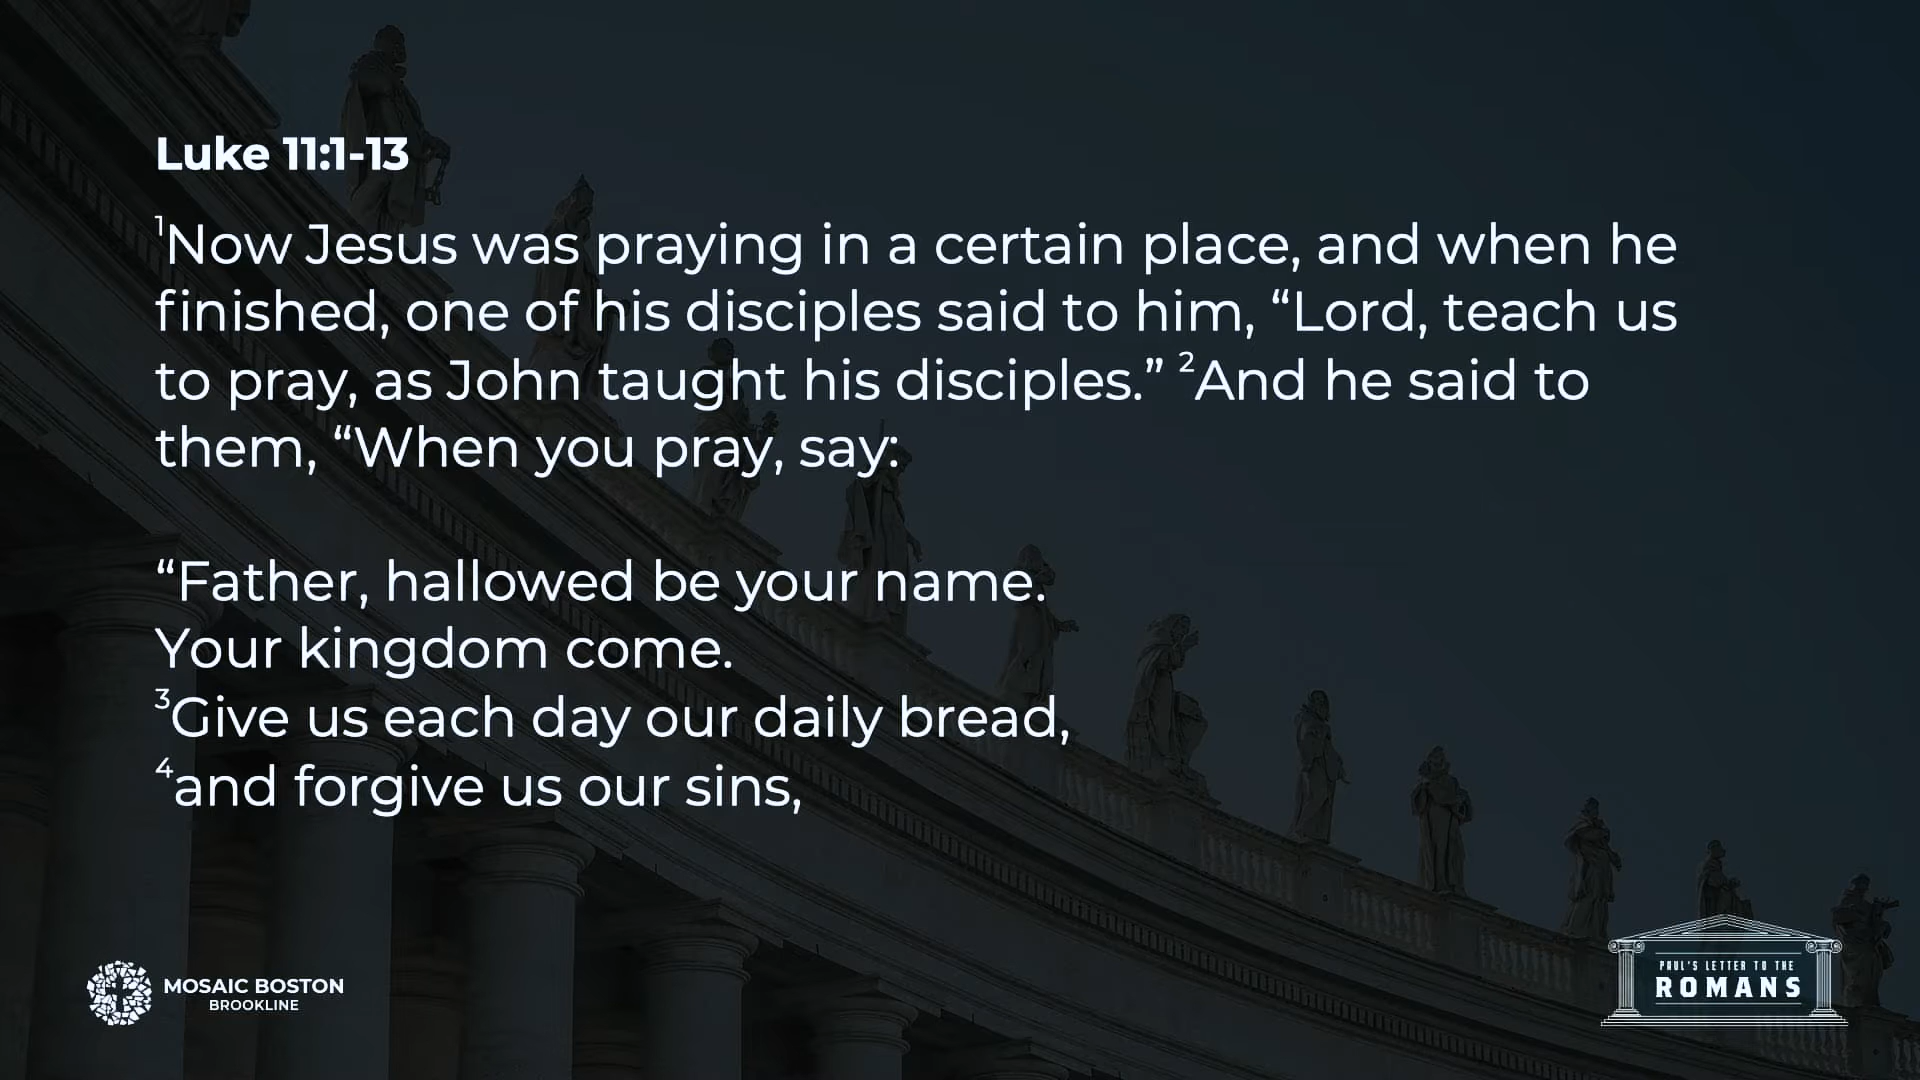 Luke 11:1-13
¹Now Jesus was praying in a certain place, and when he
finished, one of his disciples said to him, “Lord, teach us
to pray, as John taught his disciples.” ²And he said to
them, “When you pray, say:
“Father, hallowed be your name.
Your kingdom come.
³Give us each day our daily bread,
⁴and forgive us our sins,
MOSAIC BOSTON
BROOKLINE
PAUL'S LETTER TO THE
ROMANS